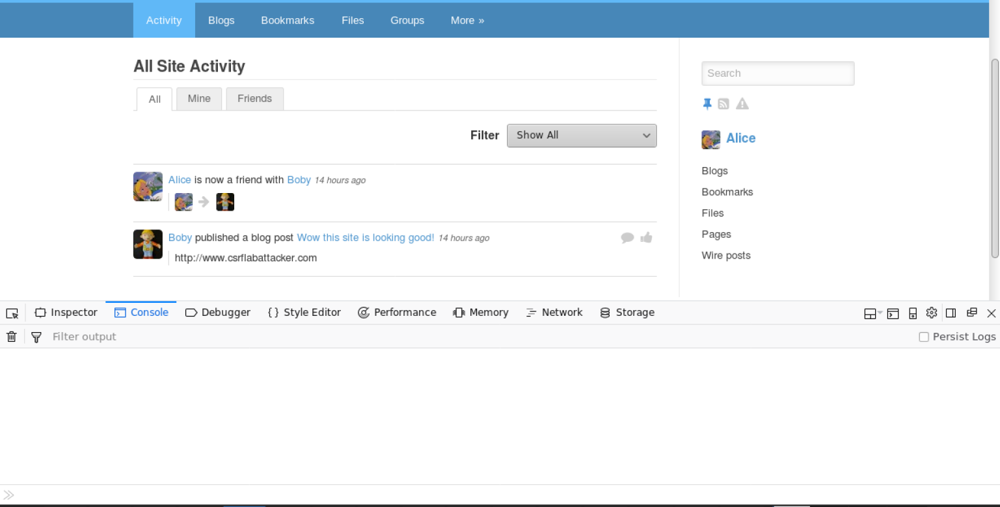 Activity Blogs Bookmarks Files Groups More »
All Site Activity
Search
All Mine Friends
Filter Show All
Alice
Alice is now a friend with Boby 14 hours ago
Blogs
Bookmarks
Files
Pages
Wire posts
Boby published a blog post Wow this site is looking good! 14 hours ago
http://www.csrflabattacker.com
Inspector Console Debugger { } Style Editor Performance Memory Network Storage
Filter output Persist Logs